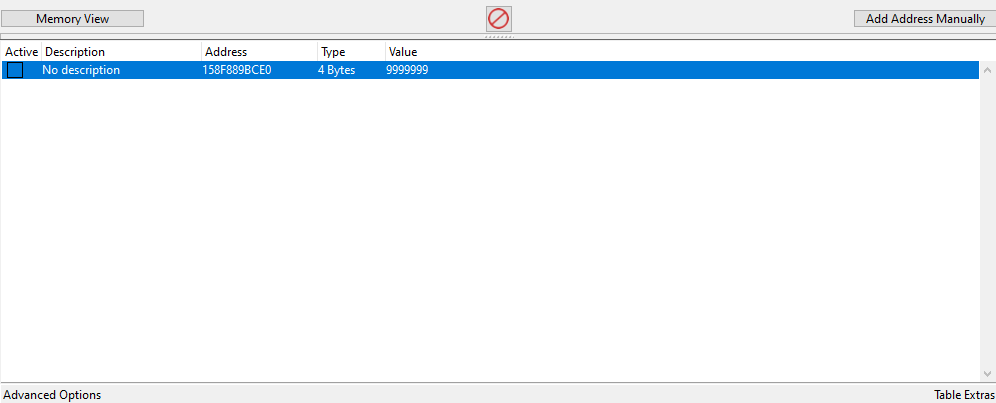 Memory View Add Address Manually
Active Description Address Type Value
No description 158F889BCE0 4 Bytes 9999999
Advanced Options Table Extras